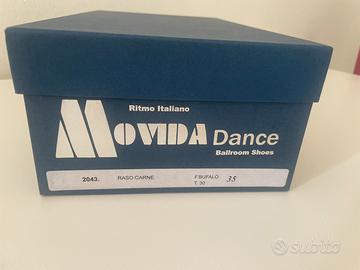 Ritmo Italiano
MOVIDA Dance
Ballroom Shoes
2043. RASO CARNE F.BUFALO 35
T. 30
subito